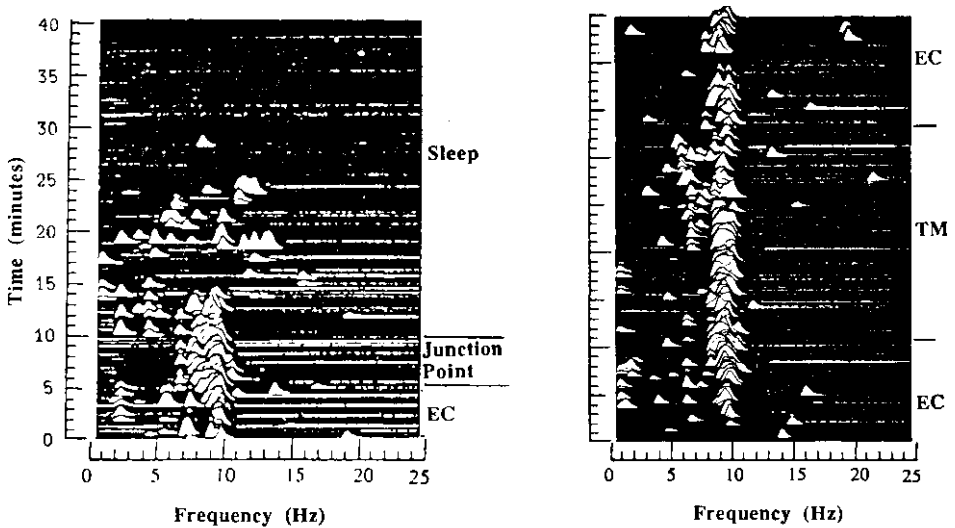 40
35
30
25
20
15
10
5
0
Time (minutes)
Sleep
Junction
Point
EC
0 5 10 15 20 25
Frequency (Hz)
EC
TM
EC
0 5 10 15 20 25
Frequency (Hz)